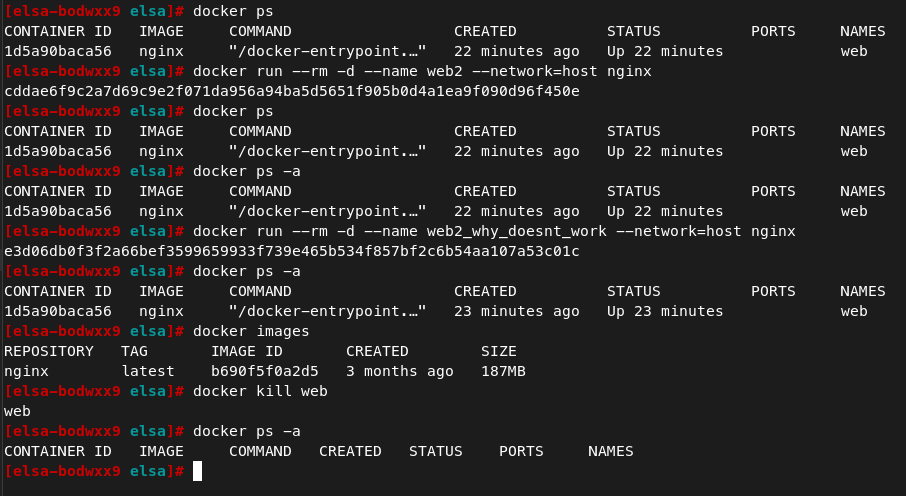 [elsa-bodwxx9 elsa]# docker ps
CONTAINER ID   IMAGE     COMMAND                  CREATED          STATUS          PORTS     NAMES
1d5a90baca56   nginx     "/docker-entrypoint.…"   22 minutes ago   Up 22 minutes             web
[elsa-bodwxx9 elsa]# docker run --rm -d --name web2 --network=host nginx
cddae6f9c2a7d69c9e2f071da956a94ba5d5651f905b0d4a1ea9f090d96f450e
[elsa-bodwxx9 elsa]# docker ps
CONTAINER ID   IMAGE     COMMAND                  CREATED          STATUS          PORTS     NAMES
1d5a90baca56   nginx     "/docker-entrypoint.…"   22 minutes ago   Up 22 minutes             web
[elsa-bodwxx9 elsa]# docker ps -a
CONTAINER ID   IMAGE     COMMAND                  CREATED          STATUS          PORTS     NAMES
1d5a90baca56   nginx     "/docker-entrypoint.…"   22 minutes ago   Up 22 minutes             web
[elsa-bodwxx9 elsa]# docker run --rm -d --name web2_why_doesnt_work --network=host nginx
e3d06db0f3f2a66bef3599659933f739e465b534f857bf2c6b54aa107a53c01c
[elsa-bodwxx9 elsa]# docker ps -a
CONTAINER ID   IMAGE     COMMAND                  CREATED          STATUS          PORTS     NAMES
1d5a90baca56   nginx     "/docker-entrypoint.…"   23 minutes ago   Up 23 minutes             web
[elsa-bodwxx9 elsa]# docker images
REPOSITORY   TAG       IMAGE ID       CREATED        SIZE
nginx        latest    b690f5f0a2d5   3 months ago   187MB
[elsa-bodwxx9 elsa]# docker kill web
web
[elsa-bodwxx9 elsa]# docker ps -a
CONTAINER ID   IMAGE     COMMAND   CREATED   STATUS    PORTS     NAMES
[elsa-bodwxx9 elsa]#